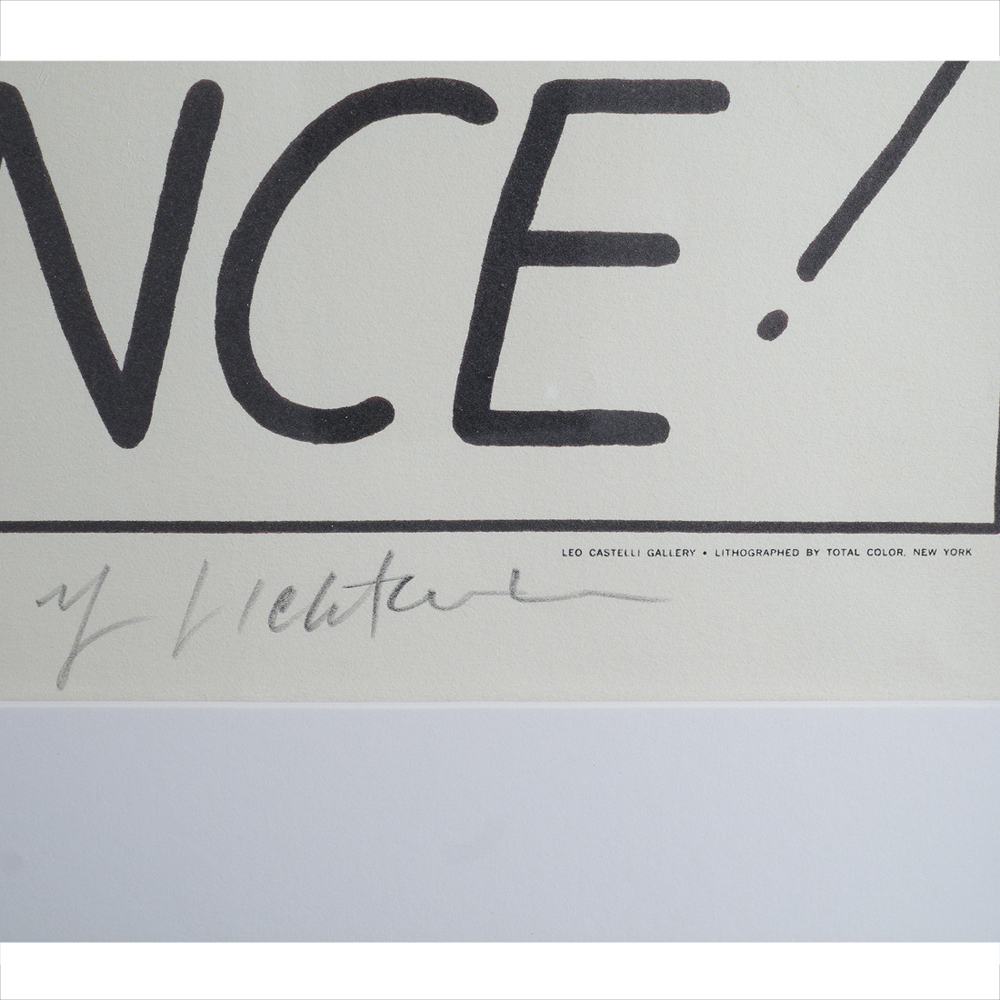 NCE!
LEO CASTELLI GALLERY • LITHOGRAPHED BY TOTAL COLOR, NEW YORK